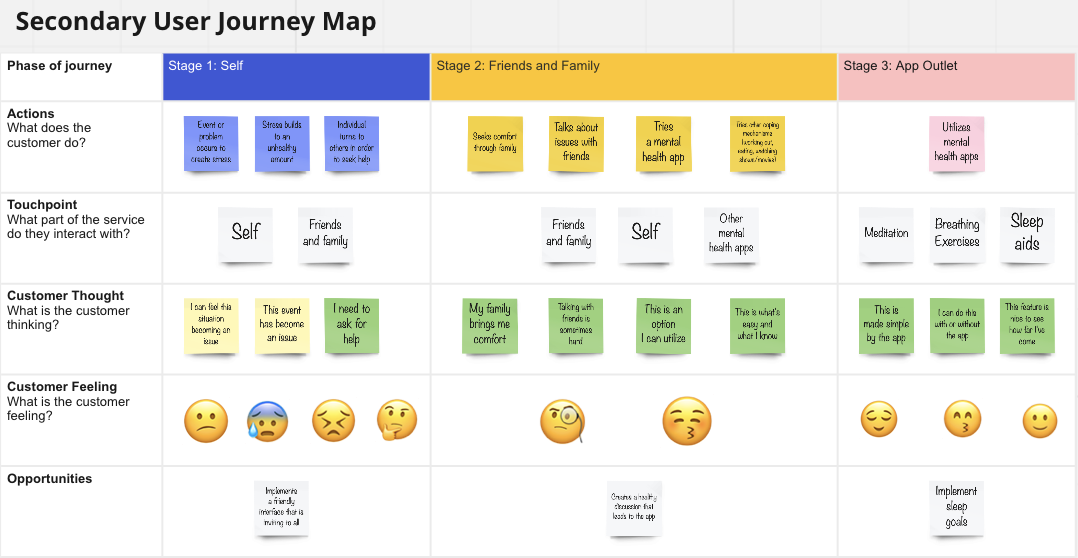 Secondary User Journey Map
Phase of journey
Stage 1: Self
Stage 2: Friends and Family
Stage 3: App Outlet
Actions
What does the
customer do?
Event or
problem
occurs to
create stress
Stress builds
to an
unhealthy
amount
Individual
turns to
others in order
to seek help
Seeks comfort
through family
Talks about
issues with
friends
Tries
a mental
health app
Tries other coping
mechanisms
(working out,
eating, watching
shows/movies)
Utilizes
mental
health apps
Touchpoint
What part of the service
do they interact with?
Self
Friends
and family
Friends
and family
Self
Other
mental
health apps
Meditation
Breathing
Exercises
Sleep
aids
Customer Thought
What is the customer
thinking?
I can feel this
situation
becoming an
issue
This event
has become
an issue
I need to
ask for
help
My family
brings me
comfort
Talking with
friends is
sometimes
hard
This is an
option
I can utilize
This is what's
easy and
what I know
This is
made simple
by the app
I can do this
with or without
the app
This feature is
nice to see
how far I've
come
Customer Feeling
What is the customer
feeling?
Opportunities
Implements
a friendly
interface that is
inviting to all
Creates a healthy
discussion that
leads to the app
Implement
sleep
goals